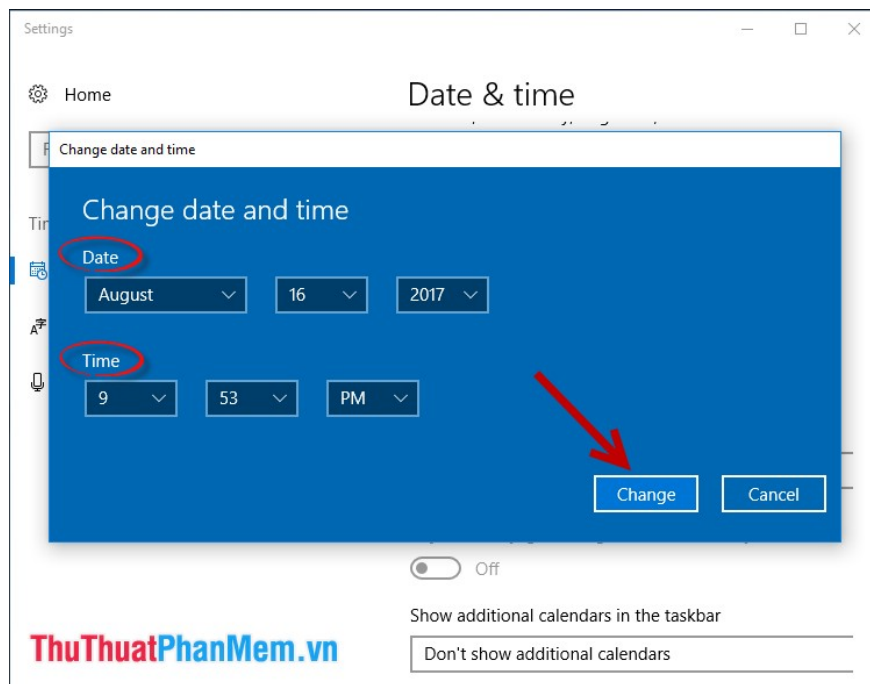 Settings
Home
Date & time
Change date and time
Change date and time
Date
August 16 2017
Time
9 53 PM
Change Cancel
Off
Show additional calendars in the taskbar
Don't show additional calendars
ThuThuatPhanMem.vn